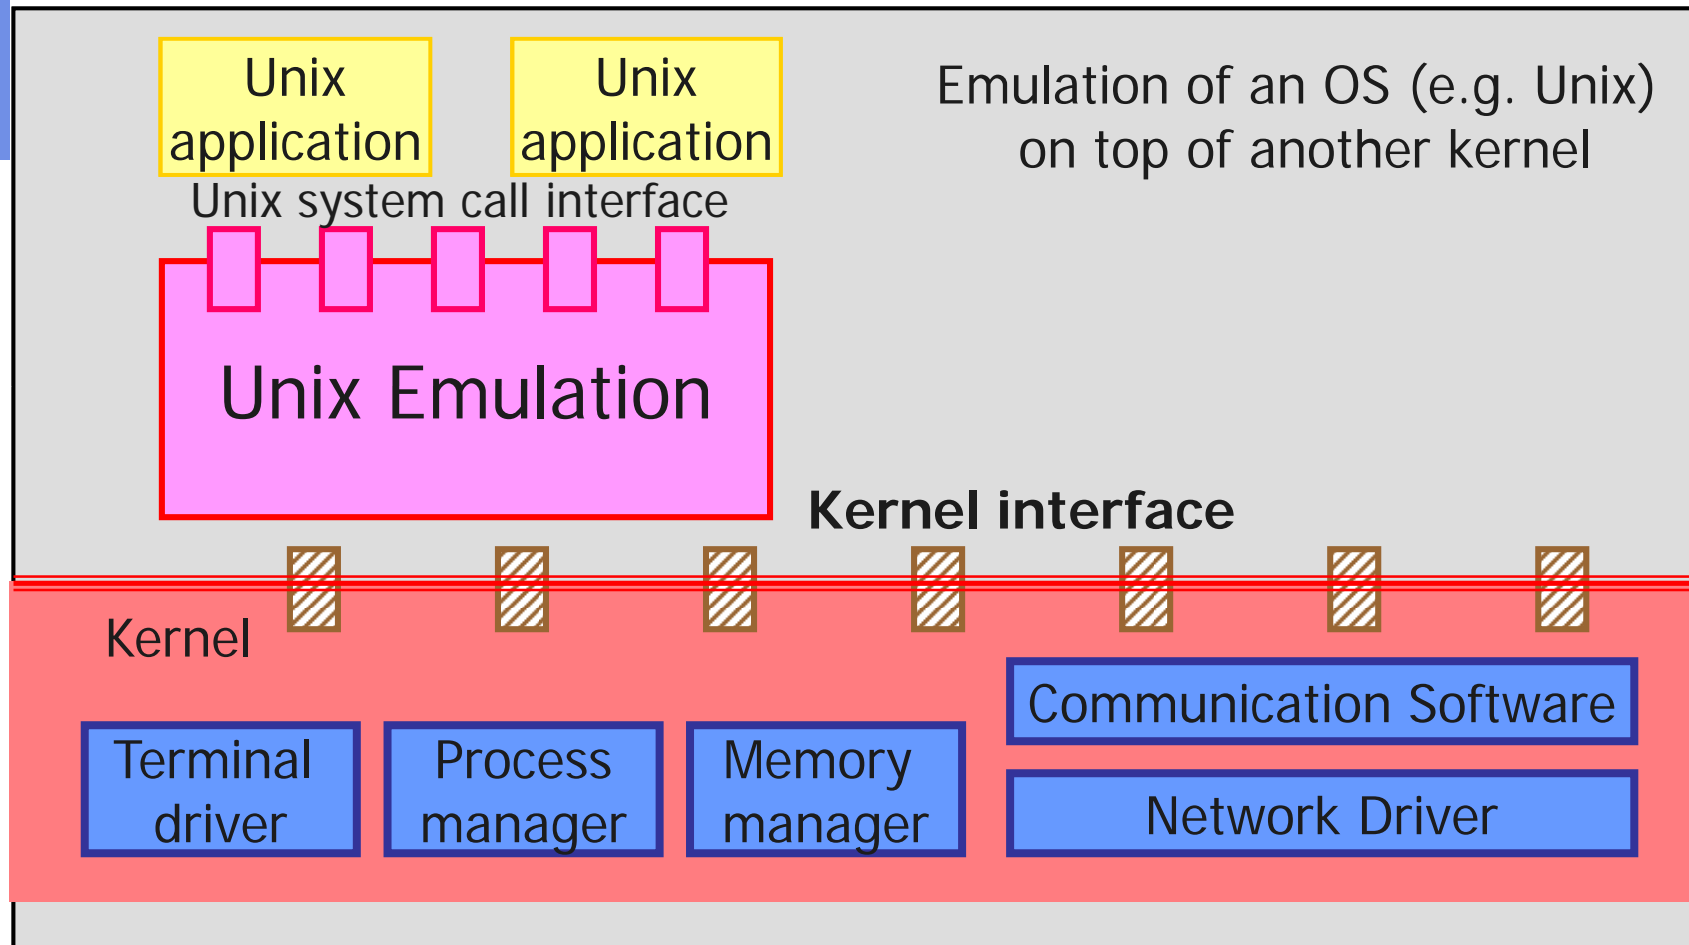 Unix
application
Unix
application
Emulation of an OS (e.g. Unix)
on top of another kernel
Unix system call interface
Unix Emulation
Kernel interface
Kernel
Communication Software
Terminal
driver
Process
manager
Memory
manager
Network Driver